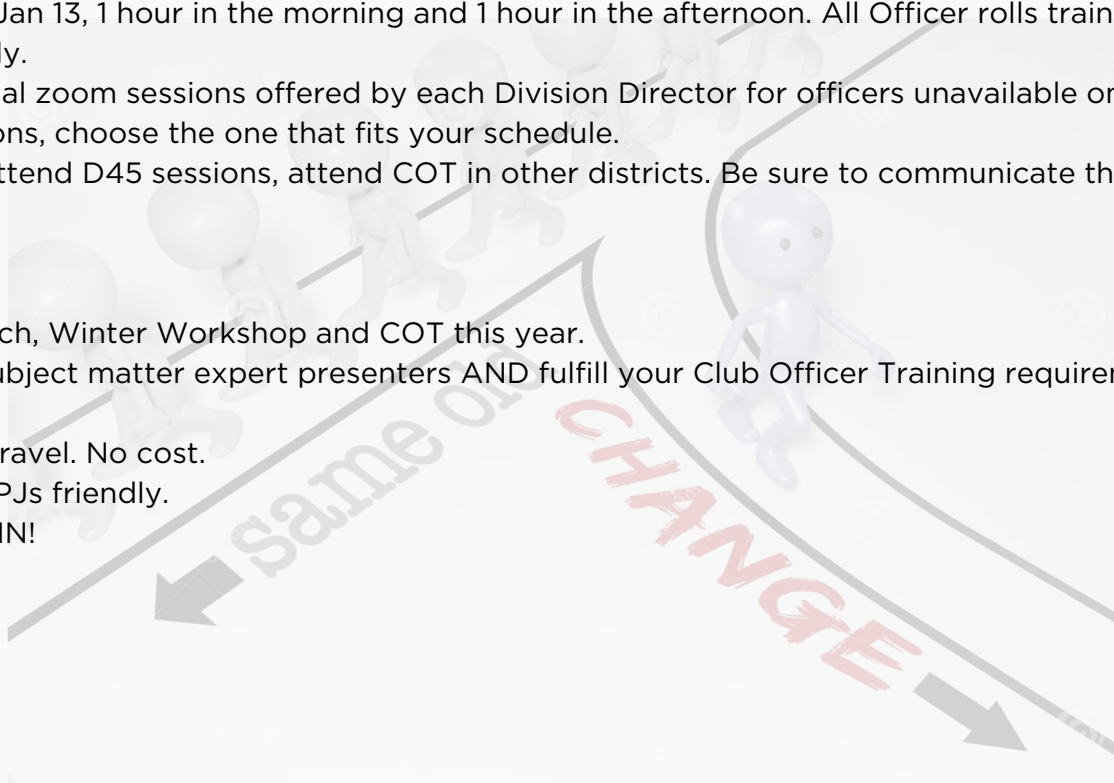 Jan 13, 1 hour in the morning and 1 hour in the afternoon. All Officer rolls train
ly.
al zoom sessions offered by each Division Director for officers unavailable or
ons, choose the one that fits your schedule.
ttend D45 sessions, attend COT in other districts. Be sure to communicate th
ch, Winter Workshop and COT this year.
ubject matter expert presenters AND fulfill your Club Officer Training requirer
ravel. No cost.
PJs friendly.
IN!
same old
CHANGE